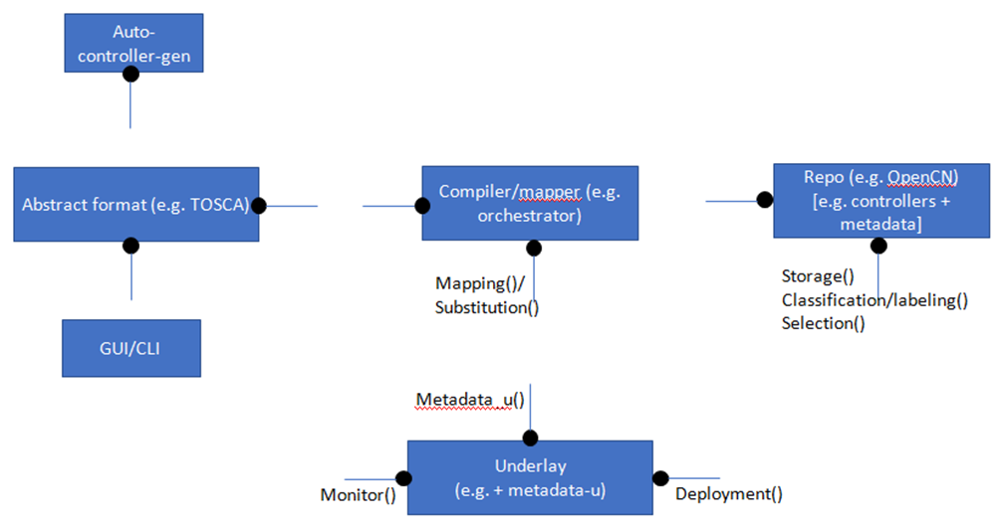 Auto-
controller-gen
Abstract format (e.g. TOSCA)
Compiler/mapper (e.g.
orchestrator)
Repo (e.g. OpenCN)
[e.g. controllers +
metadata]
Mapping()/
Substitution()
Storage()
Classification/labeling()
Selection()
GUI/CLI
Metadata_u()
Underlay
(e.g. + metadata-u)
Monitor()
Deployment()